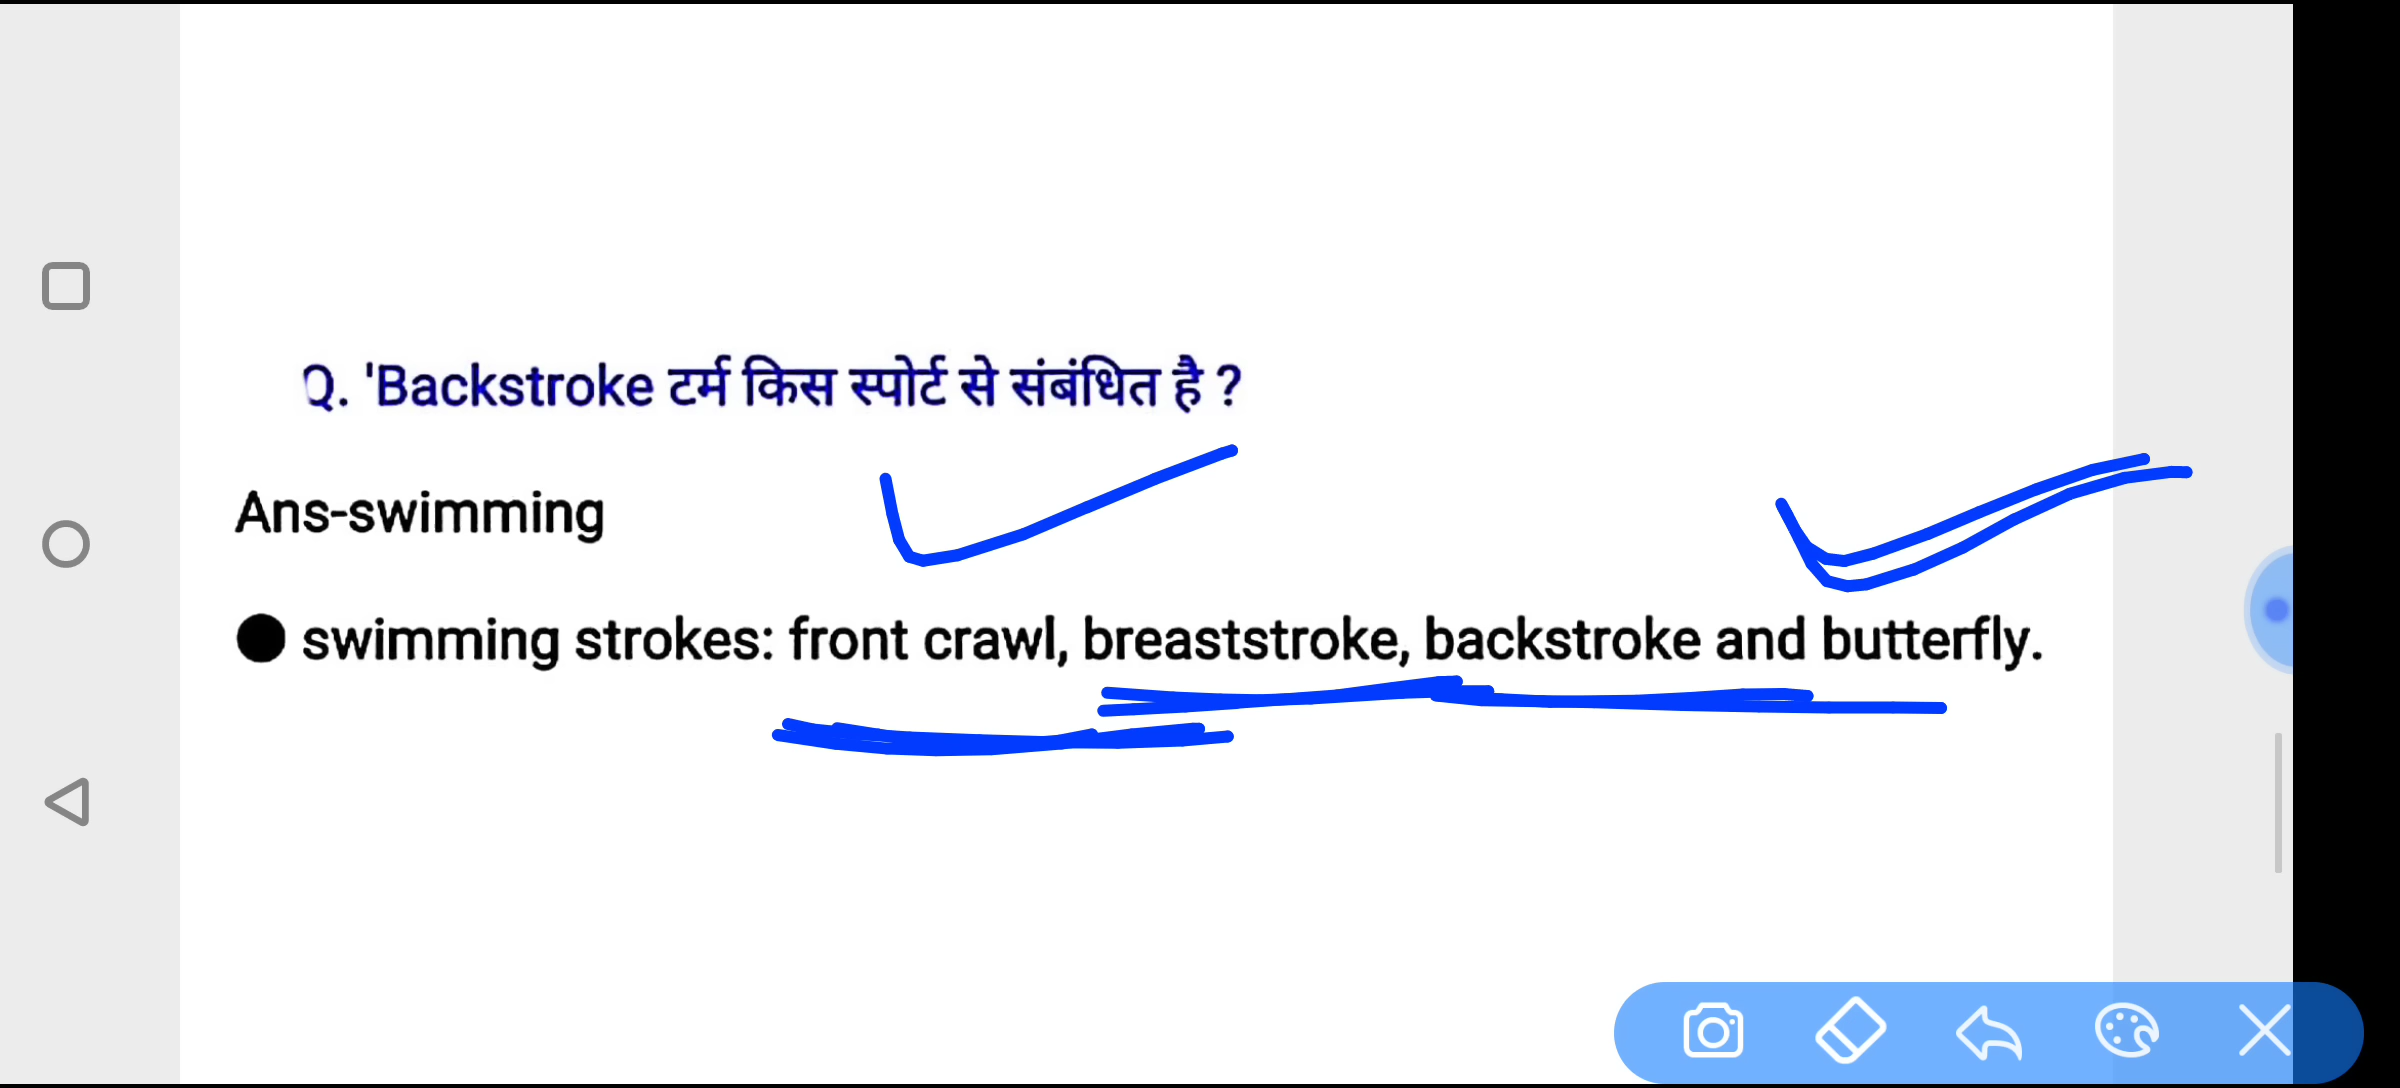 Q. 'Backstroke टर्म किस स्पोर्ट से संबंधित है ?
Ans-swimming
● swimming strokes: front crawl, breaststroke, backstroke and butterfly.